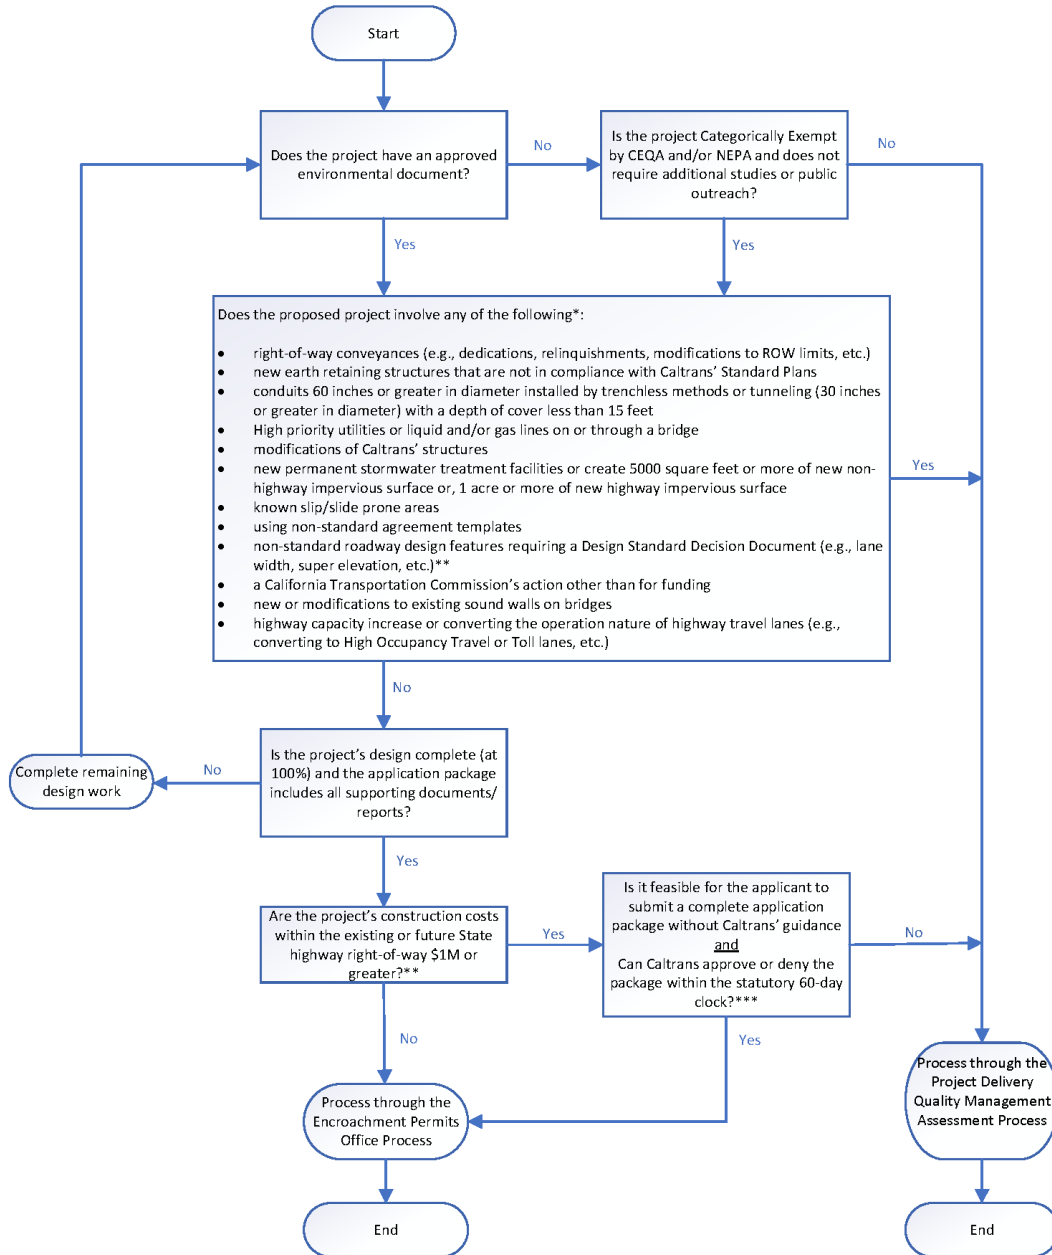 Start
Does the project have an approved
environmental document?
No
Is the project Categorically Exempt
by CEQA and/or NEPA and does not
require additional studies or public
outreach?
No
Yes
Yes
Does the proposed project involve any of the following*:
• right-of-way conveyances (e.g., dedications, relinquishments, modifications to ROW limits, etc.)
• new earth retaining structures that are not in compliance with Caltrans' Standard Plans
• conduits 60 inches or greater in diameter installed by trenchless methods or tunneling (30 inches
or greater in diameter) with a depth of cover less than 15 feet
• High priority utilities or liquid and/or gas lines on or through a bridge
• modifications of Caltrans' structures
• new permanent stormwater treatment facilities or create 5000 square feet or more of new non-
highway impervious surface or, 1 acre or more of new highway impervious surface
• known slip/slide prone areas
• using non-standard agreement templates
• non-standard roadway design features requiring a Design Standard Decision Document (e.g., lane
width, super elevation, etc.)**
• a California Transportation Commission's action other than for funding
• new or modifications to existing sound walls on bridges
• highway capacity increase or converting the operation nature of highway travel lanes (e.g.,
converting to High Occupancy Travel or Toll lanes, etc.)
Yes
No
Is the project's design complete (at
100%) and the application package
includes all supporting documents/
reports?
No
Complete remaining
design work
Yes
Are the project's construction costs
within the existing or future State
highway right-of-way $1M or
greater?**
Yes
Is it feasible for the applicant to
submit a complete application
package without Caltrans' guidance
and
Can Caltrans approve or deny the
package within the statutory 60-day
clock?***
No
No
Yes
Process through the
Encroachment Permits
Office Process
Process through the
Project Delivery
Quality Management
Assessment Process
End
End